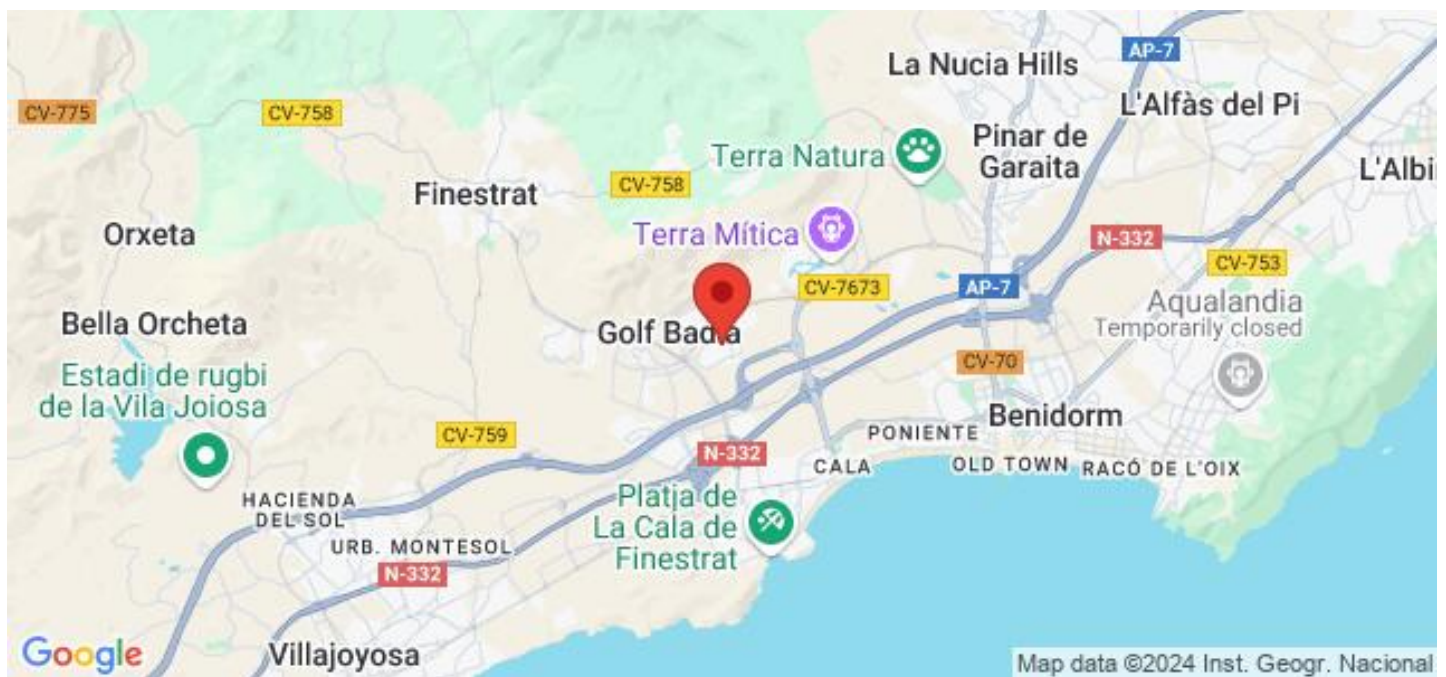 AP-7
La Nucia Hills
CV-775
CV-758
L'Alfàs del Pi
Pinar de
Garaita
Terra Natura
L'Albi
Finestrat
CV-758
Orxeta
Terra Mítica
N-332
CV-753
CV-7673
AP-7
Aqualandia
Temporarily closed
Bella Orcheta
Golf Badia
Estadi de rugbi
de la Vila Joiosa
CV-70
Benidorm
CV-759
PONIENTE
N-332
CALA
OLD TOWN
RACÓ DE L'OIX
HACIENDA
DEL SOL
Platja de
La Cala de
Finestrat
URB. MONTESOL
N-332
Villajoyosa
Google
Map data ©2024 Inst. Geogr. Nacional